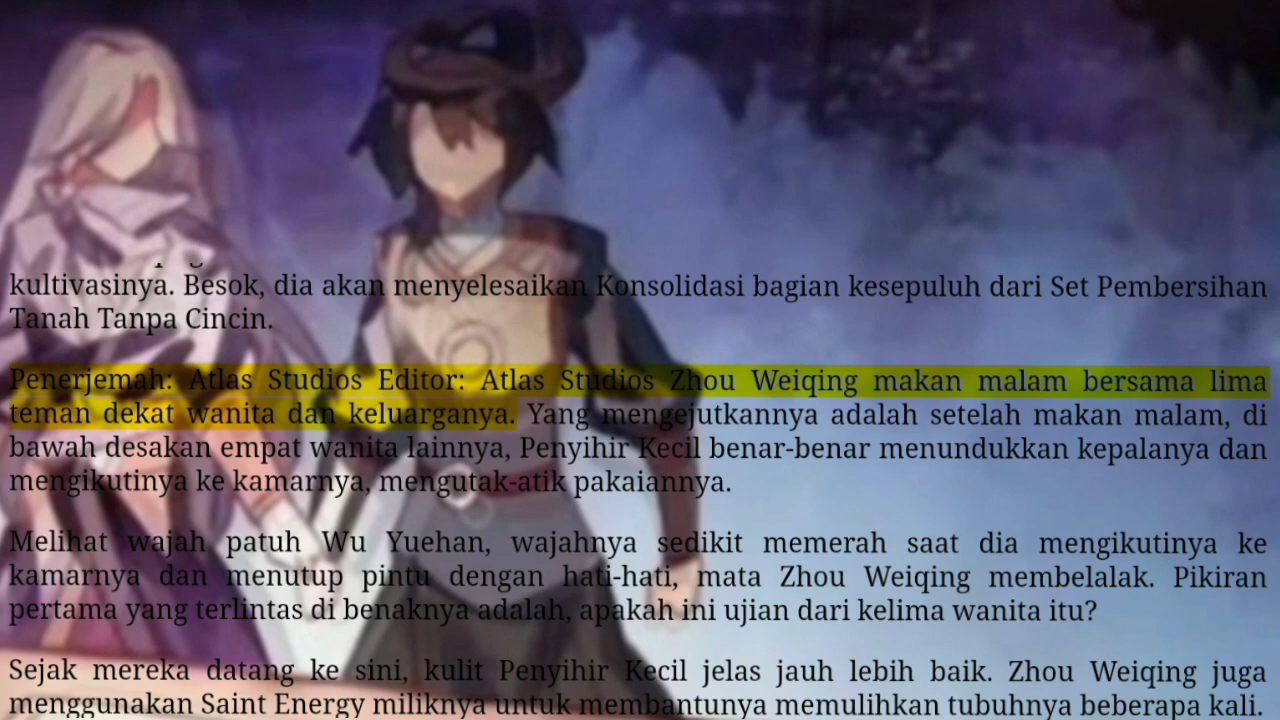 kultivasinya. Besok, dia akan menyelesaikan Konsolidasi bagian kesepuluh dari Set Pembersihan
Tanah Tanpa Cincin.
Penerjemah: Atlas Studios Editor: Atlas Studios Zhou Weiqing makan malam bersama lima
teman dekat wanita dan keluarganya. Yang mengejutkannya adalah setelah makan malam, di
bawah desakan empat wanita lainnya, Penyihir Kecil benar-benar menundukkan kepalanya dan
mengikutinya ke kamarnya, mengutak-atik pakaiannya.
Melihat wajah patuh Wu Yuehan, wajahnya sedikit memerah saat dia mengikutinya ke
kamarnya dan menutup pintu dengan hati-hati, mata Zhou Weiqing membelalak. Pikiran
pertama yang terlintas di benaknya adalah, apakah ini ujian dari kelima wanita itu?
Sejak mereka datang ke sini, kulit Penyihir Kecil jelas jauh lebih baik. Zhou Weiqing juga
menggunakan Saint Energy miliknya untuk membantunya memulihkan tubuhnya beberapa kali.